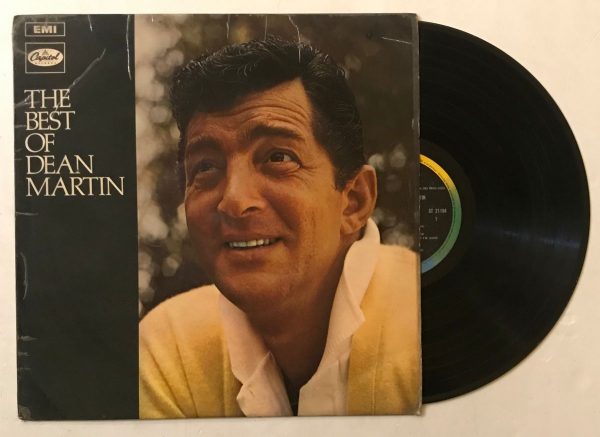 EMI
Capitol
THE
BEST
OF
DEAN
MARTIN